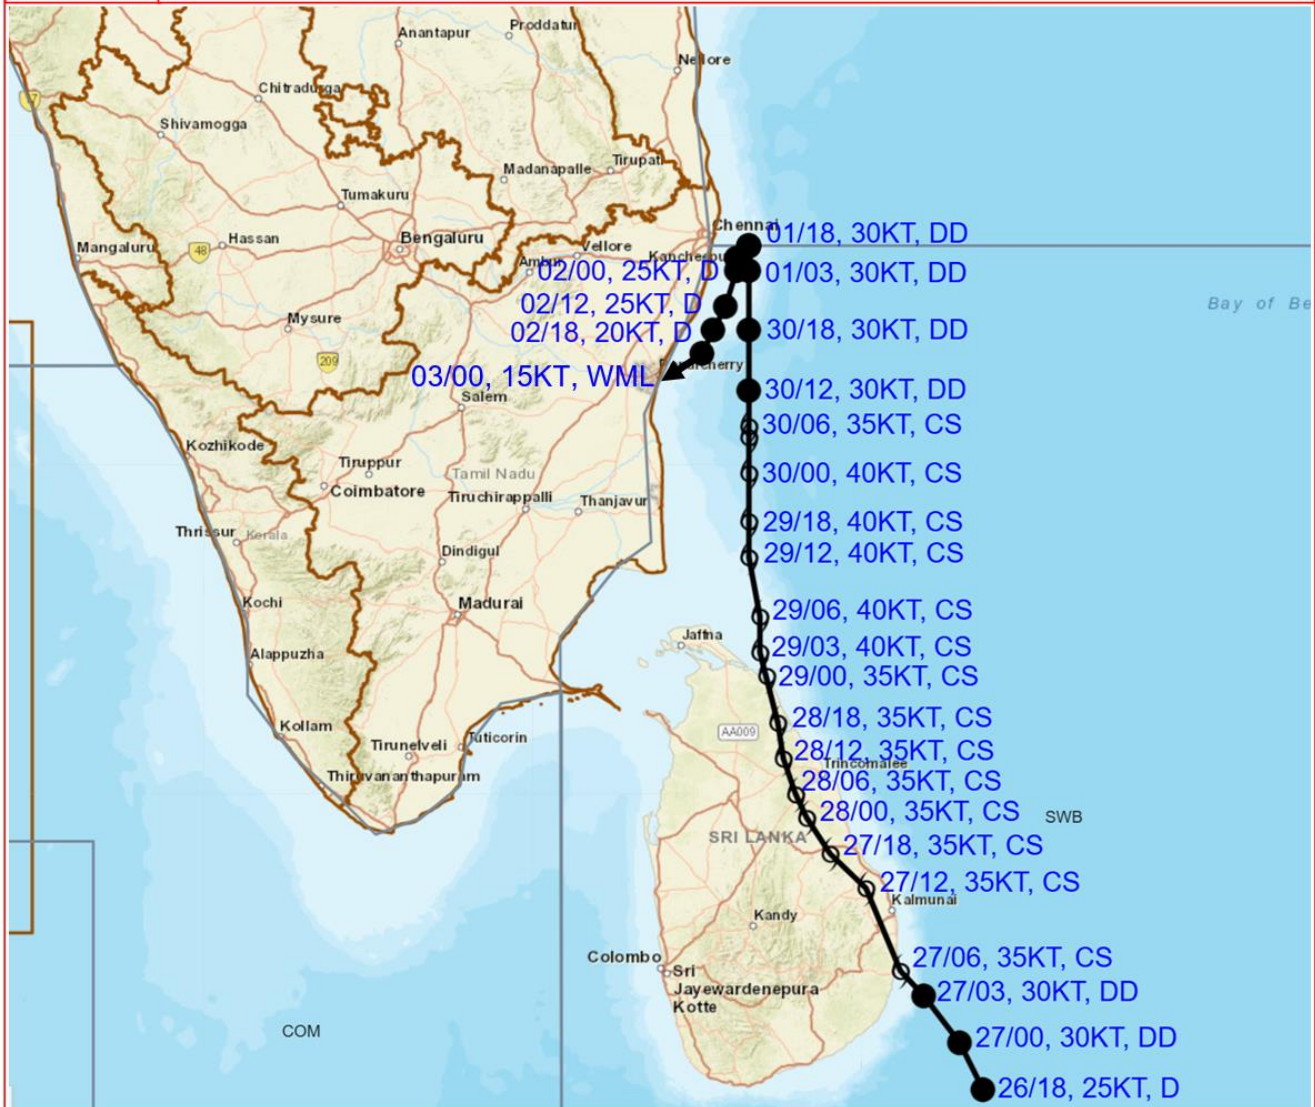 Proddatur
Anantapur
Nellore
Chitradurga
Shivamogga
Tirupati
Madanapalle
Tumakuru
Chennai
01/18, 30KT, DD
Hassan
Bengaluru
Vellore
Mangaluru
48
Ambur
02/00, 25KT, D
01/03, 30KT, DD
02/12, 25KT, D
Bay of Be
Mysure
02/18, 20KT, D
30/18, 30KT, DD
209
03/00, 15KT, WML
30/12, 30KT, DD
Salem
30/06, 35KT, CS
Kozhikode
Tiruppur
Tamil Nadu
30/00, 40KT, CS
Coimbatore
Tiruchirappalli
Thanjavur
29/18, 40KT, CS
Thrissur
Kerala
Dindigul
29/12, 40KT, CS
Kochi
Madurai
29/06, 40KT, CS
Jaffna
Alappuzha
29/03, 40KT, CS
29/00, 35KT, CS
Kollam
28/18, 35KT, CS
AA009
Tirunelveli
Tuticorin
28/12, 35KT, CS
Trincomalee
Thiruvananthapuram
28/06, 35KT, CS
28/00, 35KT, CS
SWB
SRI LANKA
27/18, 35KT, CS
27/12, 35KT, CS
Kalmunai
Kandy
Colombo
27/06, 35KT, CS
Sri
Jayewardenepura
Kotte
27/03, 30KT, DD
COM
27/00, 30KT, DD
26/18, 25KT, D